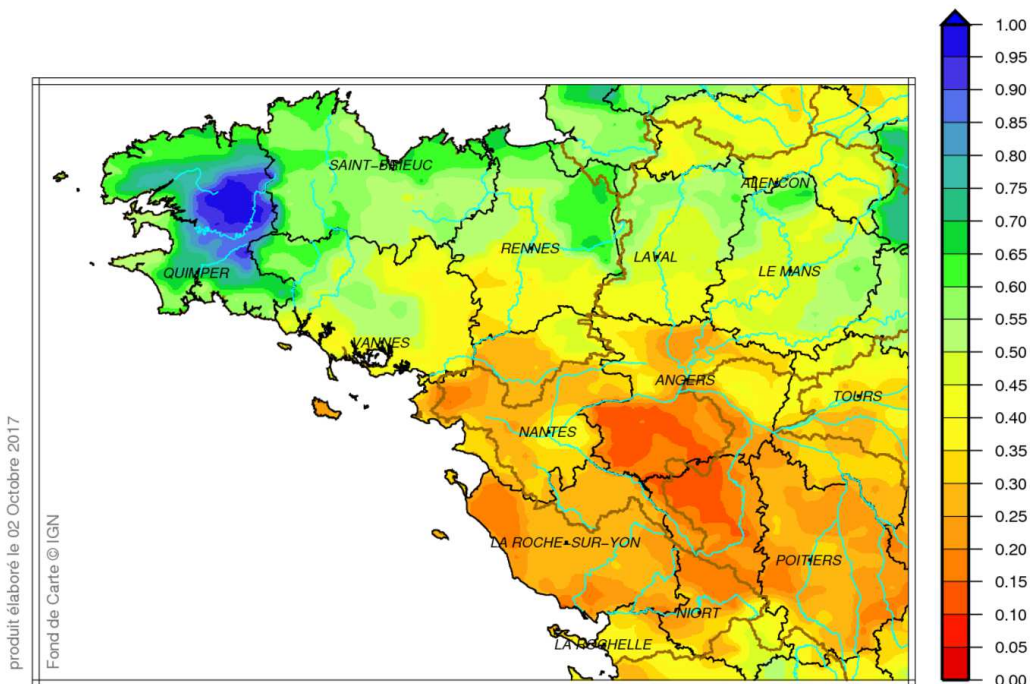 SAINT-BRIEUC
ALENCON
RENNES
LAVAL
LE MANS
QUIMPER
VANNES
ANGERS
TOURS
NANTES
LA ROCHE-SUR-YON
POITIERS
NIORT
LA ROCHELLE
1.00
0.95
0.90
0.85
0.80
0.75
0.70
0.65
0.60
0.55
0.50
0.45
0.40
0.35
0.30
0.25
0.20
0.15
0.10
0.05
0.00
produit élaboré le 02 Octobre 2017
Fond de Carte © IGN